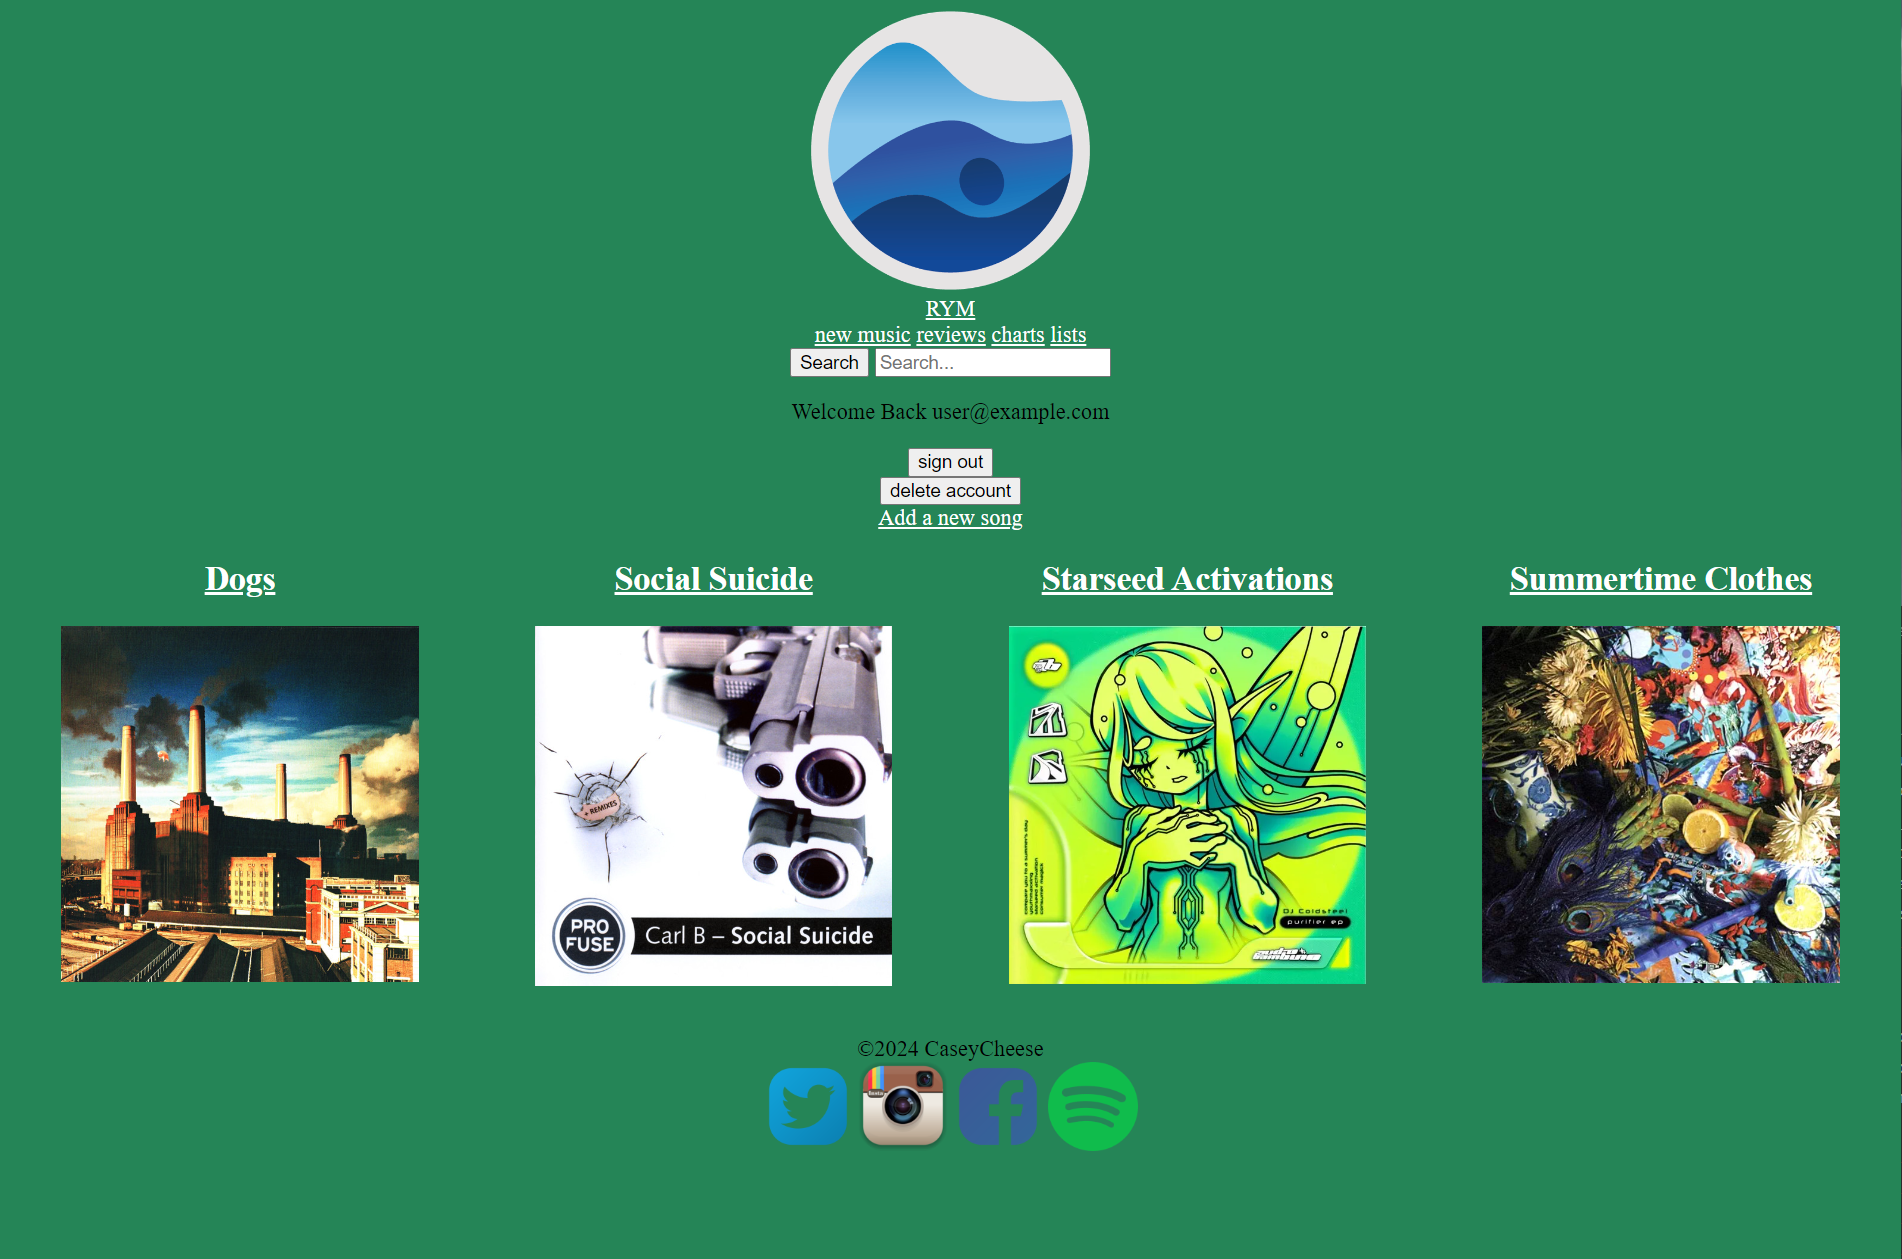 RYM
new music reviews charts lists
Search Search...
Welcome Back user@example.com
sign out
delete account
Add a new song
Dogs
Social Suicide
Starseed Activations
Summertime Clothes
+ REMIXES
PRO
FUSE
Carl B – Social Suicide
DJ Coldsteel
purifier ep
©2024 CaseyCheese